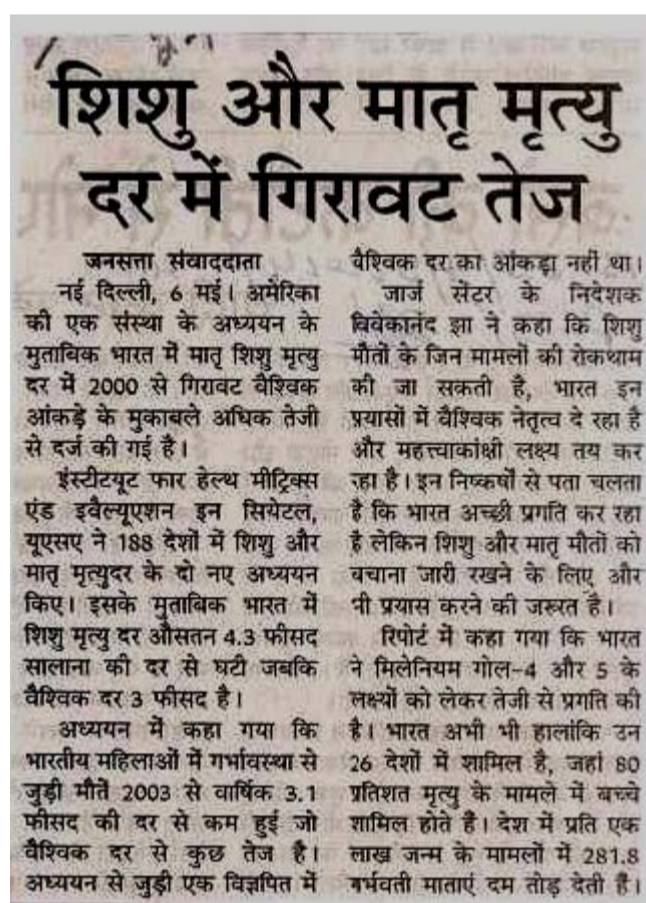 शिशु और मातृ मृत्यु
दर में गिरावट तेज
जनसत्ता संवाददाता
नई दिल्ली, 6 मई। अमेरिका
की एक संस्था के अध्ययन के
मुताबिक भारत में मातृ शिशु मृत्यु
दर में 2000 से गिरावट वैश्विक
आंकड़े के मुकाबले अधिक तेजी
से दर्ज की गई है।
इंस्टीटयूट फार हेल्थ मीट्रिक्स
एंड इवैल्यूएशन इन सियेटल,
यूएसए ने 188 देशों में शिशु और
मातृ मृत्युदर के दो नए अध्ययन
किए। इसके मुताबिक भारत में
शिशु मृत्यु दर औसतन 4.3 फीसद
सालाना की दर से घटी जबकि
वैश्विक दर 3 फीसद है।
अध्ययन में कहा गया कि
भारतीय महिलाओं में गर्भावस्था से
जुड़ी मौतें 2003 से वार्षिक 3.1
फीसद की दर से कम हुई जो
वैश्विक दर से कुछ तेज है।
अध्ययन से जुड़ी एक विज्ञपित में
वैश्विक दर का आंकड़ा नहीं था।
जार्ज सेंटर के निदेशक
विवेकानंद झा ने कहा कि शिशु
मौतों के जिन मामलों की रोकथाम
की जा सकती है, भारत इन
प्रयासों में वैश्विक नेतृत्व दे रहा है
और महत्त्वाकांक्षी लक्ष्य तय कर
रहा है। इन निष्कर्षों से पता चलता
है कि भारत अच्छी प्रगति कर रहा
है लेकिन शिशु और मातृ मौतों को
बचाना जारी रखने के लिए और
भी प्रयास करने की जरूरत है।
रिपोर्ट में कहा गया कि भारत
ने मिलेनियम गोल-4 और 5 के
लक्ष्यों को लेकर तेजी से प्रगति की
है। भारत अभी भी हालांकि उन
26 देशों में शामिल है, जहां 80
प्रतिशत मृत्यु के मामले में बच्चे
शामिल होते हैं। देश में प्रति एक
लाख जन्म के मामलों में 281.8
गर्भवती माताएं दम तोड़ देती हैं।